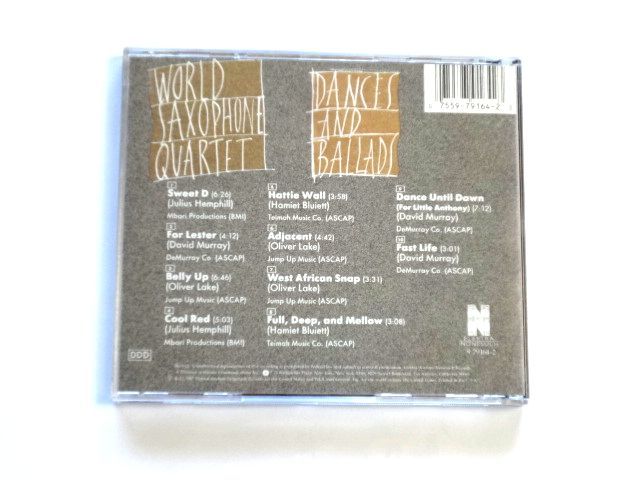 WORLD
SAXOPHONE
QUARTET
DANCES
AND
BALLADS
7559 79164-2
1
Sweet D (6:26)
(Julius Hemphill)
Mbari Productions (BMI)
2
For Lester (4:12)
(David Murray)
DeMurray Co. (ASCAP)
3
Belly Up (6:46)
(Oliver Lake)
Jump Up Music (ASCAP)
4
Cool Red (5:03)
(Julius Hemphill)
Mbari Productions (BMI)
5
Hattie Wall (3:58)
(Hamiet Bluiett)
Teimoh Music Co. (ASCAP)
6
Adjacent (4:42)
(Oliver Lake)
Jump Up Music (ASCAP)
7
West African Snap (3:31)
(Oliver Lake)
Jump Up Music (ASCAP)
8
Full, Deep, and Mellow (3:08)
(Hamiet Bluiett)
Teimoh Music Co. (ASCAP)
9
Dance Until Dawn
(For Little Anthony) (7:12)
(David Murray)
DeMurray Co. (ASCAP)
10
Fast Life (3:01)
(David Murray)
DeMurray Co. (ASCAP)
DDD
N
NONESUCH
9 79164-2